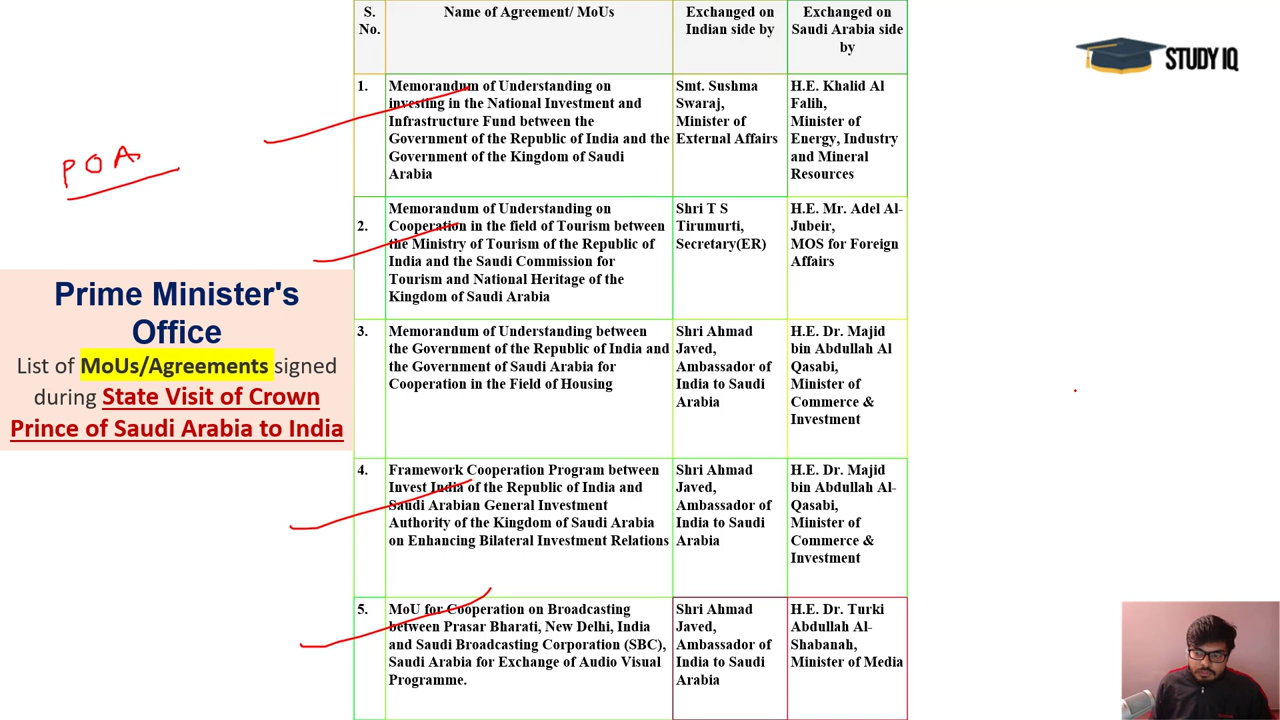 S. No.
Name of Agreement/ MoUs
Exchanged on Indian side by
Exchanged on Saudi Arabia side by
STUDY IQ
1.
Memorandum of Understanding on
investing in the National Investment and
Infrastructure Fund between the
Government of the Republic of India and the
Government of the Kingdom of Saudi
Arabia
Smt. Sushma
Swaraj,
Minister of
External Affairs
H.E. Khalid Al
Falih,
Minister of
Energy, Industry
and Mineral
Resources
POA
2.
Memorandum of Understanding on
Cooperation in the field of Tourism between
the Ministry of Tourism of the Republic of
India and the Saudi Commission for
Tourism and National Heritage of the
Kingdom of Saudi Arabia
Shri T S
Tirumurti,
Secretary(ER)
H.E. Mr. Adel Al-
Jubeir,
MOS for Foreign
Affairs
Prime Minister's
Office
List of MoUs/Agreements signed
during State Visit of Crown
Prince of Saudi Arabia to India
3.
Memorandum of Understanding between
the Government of the Republic of India and
the Government of Saudi Arabia for
Cooperation in the Field of Housing
Shri Ahmad
Javed,
Ambassador of
India to Saudi
Arabia
H.E. Dr. Majid
bin Abdullah Al
Qasabi,
Minister of
Commerce &
Investment
4.
Framework Cooperation Program between
Invest India of the Republic of India and
Saudi Arabian General Investment
Authority of the Kingdom of Saudi Arabia
on Enhancing Bilateral Investment Relations
Shri Ahmad
Javed,
Ambassador of
India to Saudi
Arabia
H.E. Dr. Majid
bin Abdullah Al-
Qasabi,
Minister of
Commerce &
Investment
5.
MoU for Cooperation on Broadcasting
between Prasar Bharati, New Delhi, India
and Saudi Broadcasting Corporation (SBC),
Saudi Arabia for Exchange of Audio Visual
Programme.
Shri Ahmad
Javed,
Ambassador of
India to Saudi
Arabia
H.E. Dr. Turki
Abdullah Al-
Shabanah,
Minister of Media